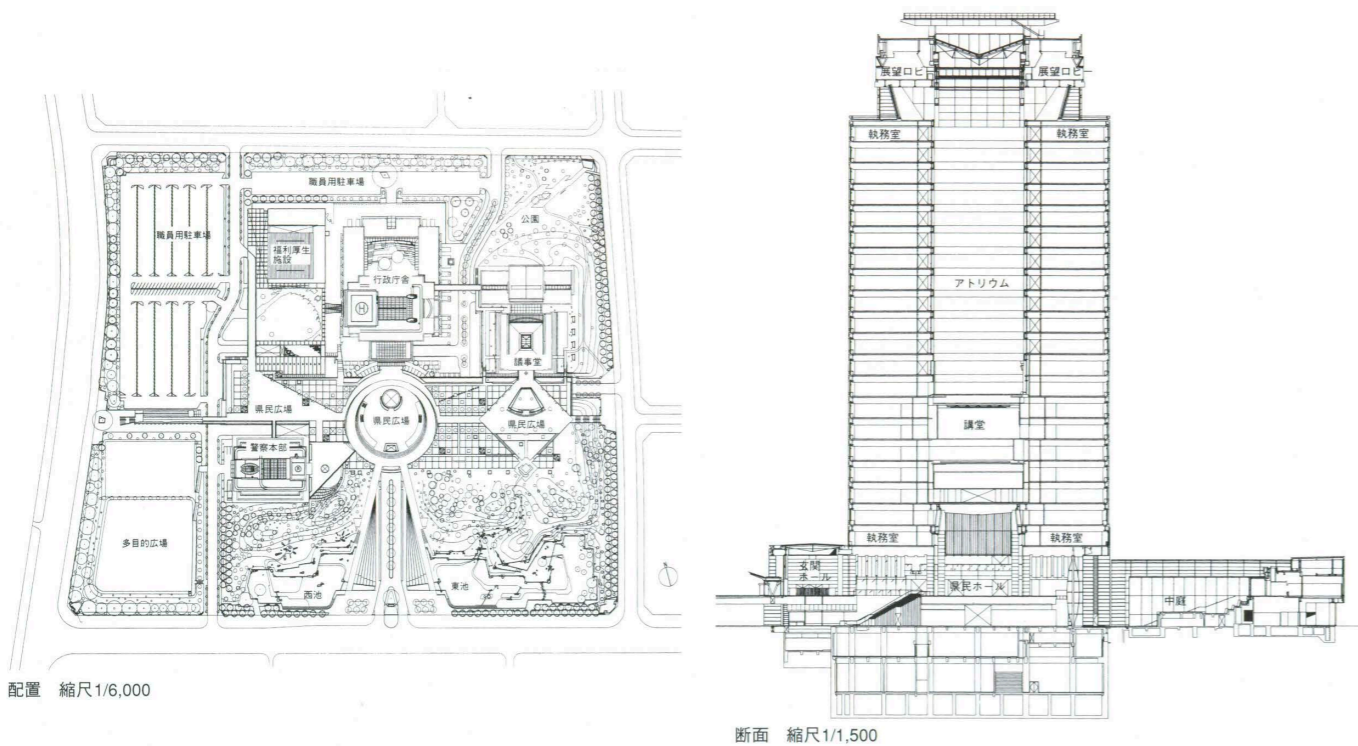 職員用駐車場
公園
職員用駐車場
福利厚生
施設
行政庁舎
H
議事堂
県民広場
県民広場
県民広場
警察本部
多目的広場
西池
東池
配置 縮尺1/6,000
展望ロビー
展望ロビー
執務室
執務室
アトリウム
講堂
執務室
執務室
玄関
ホール
県民ホール
中庭
断面 縮尺1/1,500